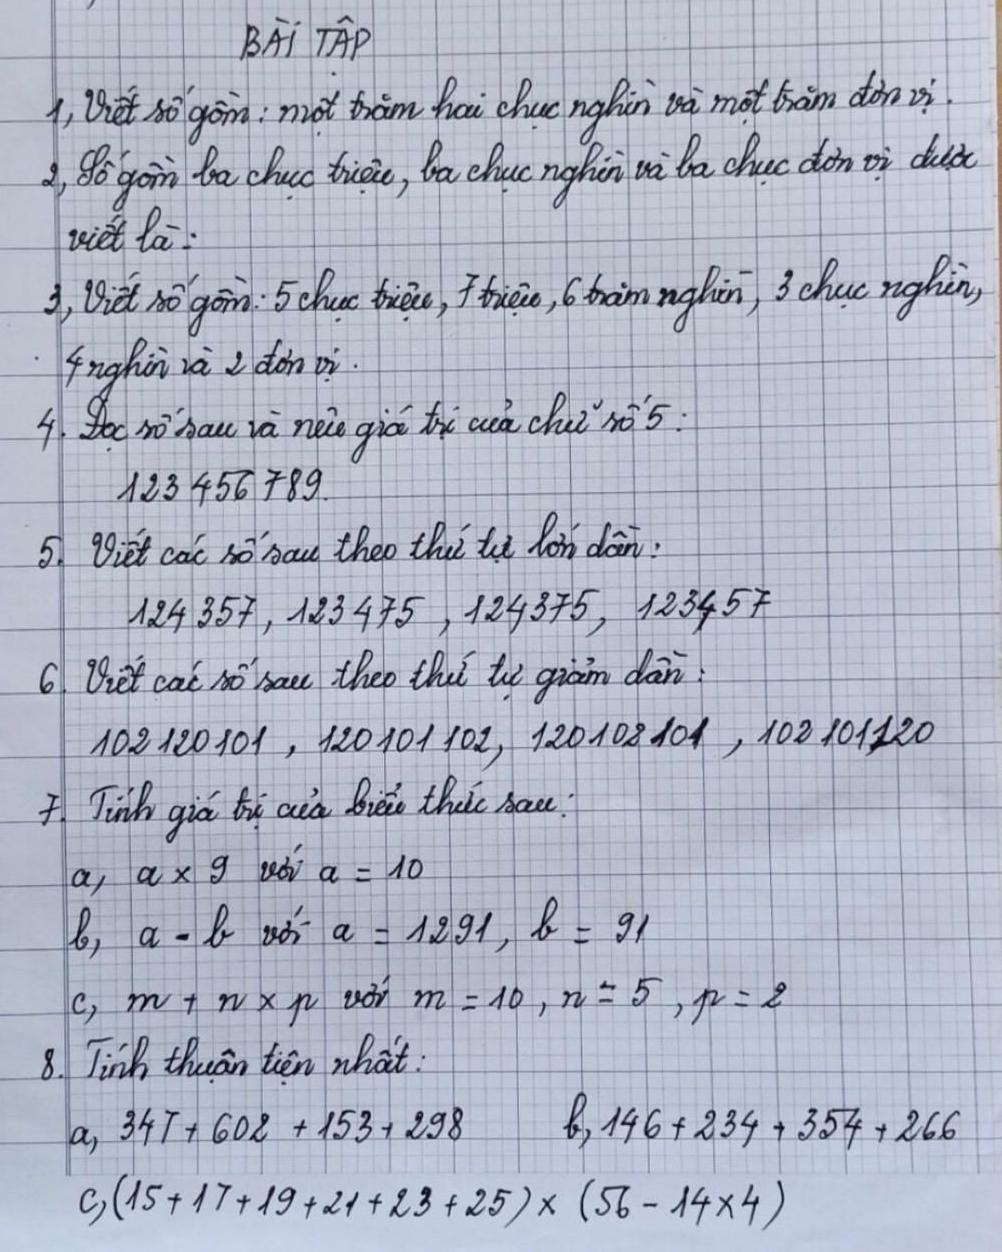 BÀI TẬP
1, Viết số gồm: một trăm hai chục nghìn và một trăm đơn vị.
2, Số gồm ba chục triệu, ba chục nghìn và ba chục đơn vị được
viết là:
3, Viết số gồm: 5 chục triệu, 7 triệu, 6 trăm nghìn, 3 chục nghìn,
4 nghìn và 2 đơn vị.
4. Đọc số sau và nêu giá trị của chữ số 5:
123 456 789.
5. Viết các số sau theo thứ tự lớn dần:
124 357, 123 475, 124 375, 123 457
6. Viết các số sau theo thứ tự giảm dần:
102 120 101, 120 101 102, 120 102 101, 102 101 120
7. Tính giá trị của biểu thức sau:
a, a × 9 với a = 10
b, a - b với a = 1291, b = 91
c, m + n × p với m = 10, n = 5, p = 2
8. Tính thuận tiện nhất:
a, 347 + 602 + 153 + 298 b, 146 + 234 + 354 + 266
c, (15 + 17 + 19 + 21 + 23 + 25) × (56 - 14 × 4)